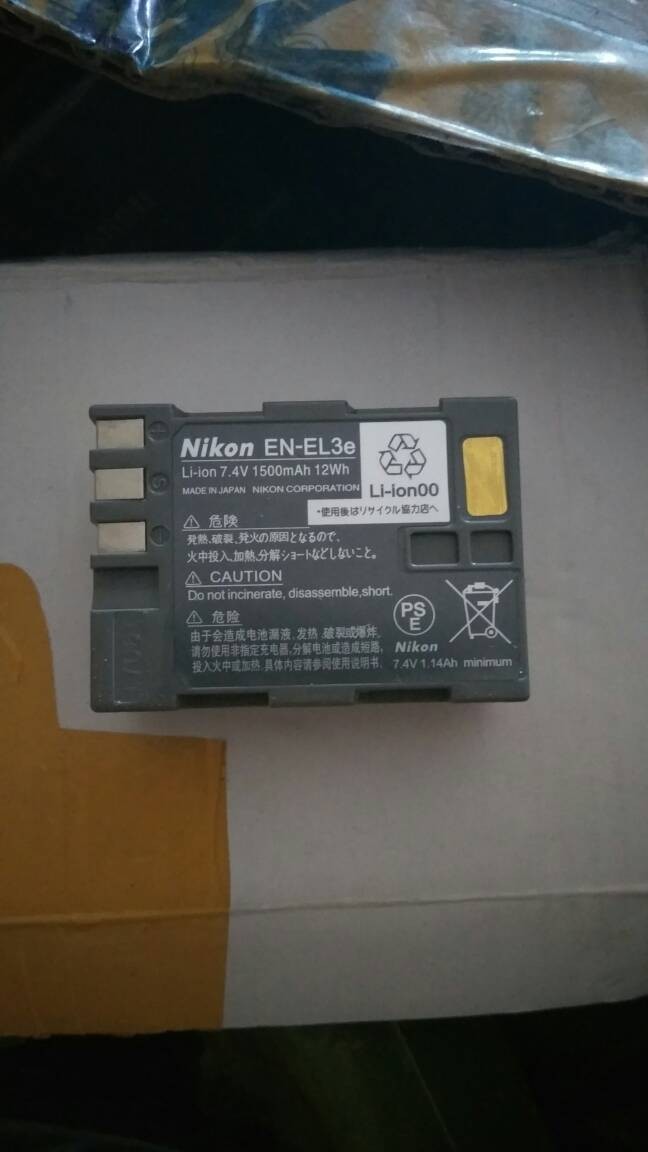 Nikon EN-EL3e
Li-ion 7.4V 1500mAh 12Wh
MADE IN JAPAN NIKON CORPORATION
Li-ion00
*使用後はリサイクル協力店へ
⚠ 危険
発熱、破裂、発火の原因となるので、
火中投入、加熱、分解ショートなどしないこと。
⚠ CAUTION
Do not incinerate, disassemble,short.
⚠ 危险
由于会造成电池漏液、发热、破裂或爆炸,
请勿使用非指定充电器,分解电池或造成短路,
投入火中或加热。具体内容请参阅使用说明书.
PS
E
Nikon
7.4V 1.14Ah minimum
+
S
−